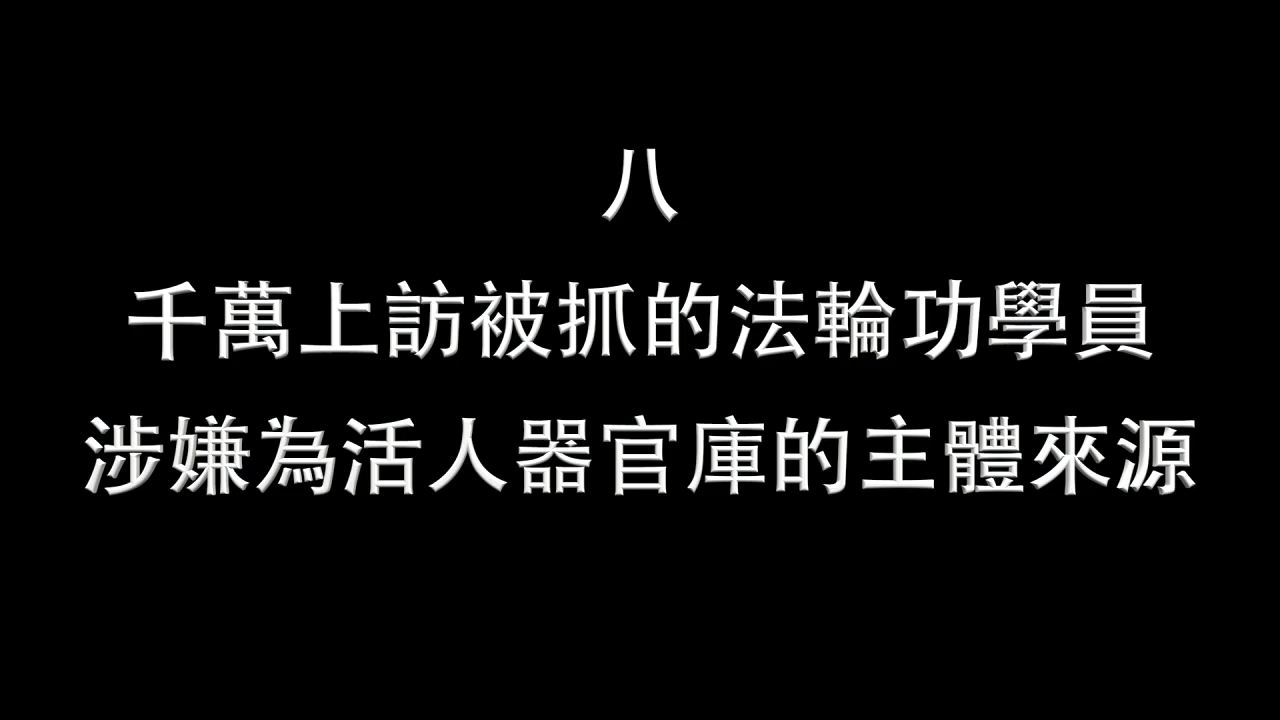 八
千萬上訪被抓的法輪功學員
涉嫌為活人器官庫的主體來源